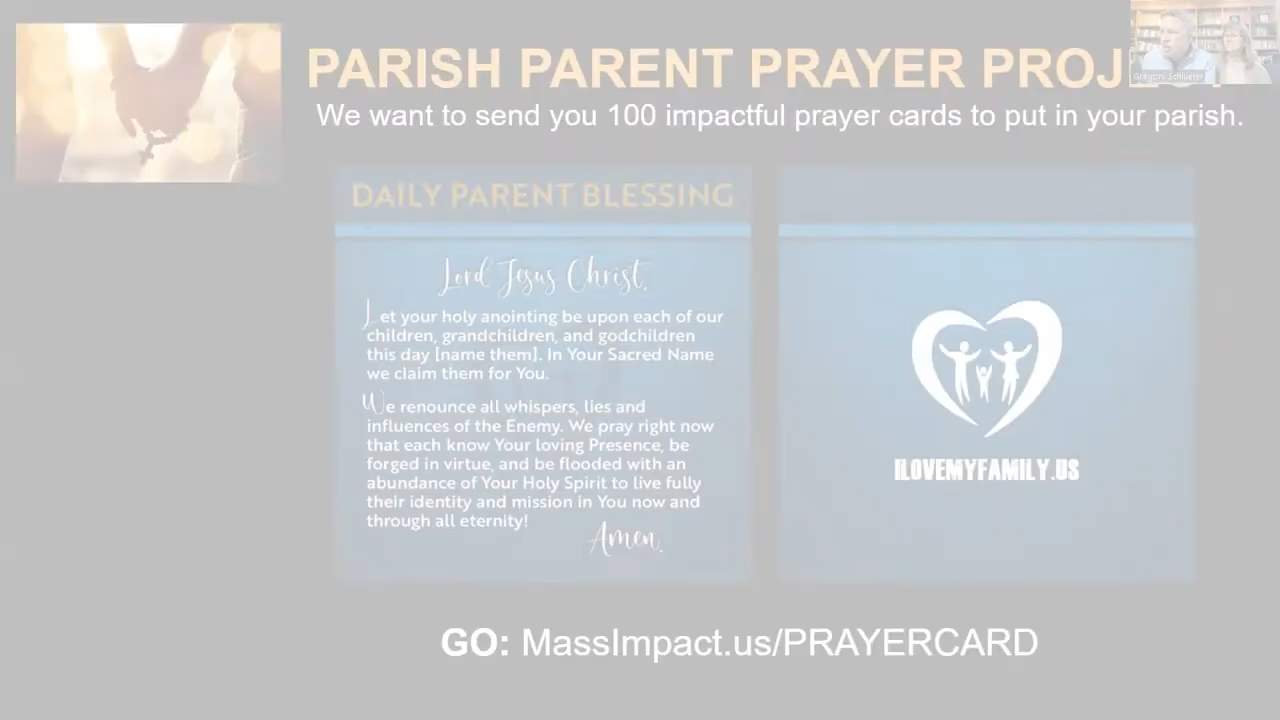 PARISH PARENT PRAYER PROJ
Gregory Schlueter
We want to send you 100 impactful prayer cards to put in your parish.
DAILY PARENT BLESSING
Lord Jesus Christ,
Let your holy anointing be upon each of our
children, grandchildren, and godchildren
this day [name them]. In Your Sacred Name
we claim them for You.
We renounce all whispers, lies and
influences of the Enemy. We pray right now
that each know Your loving Presence, be
forged in virtue, and be flooded with an
abundance of Your Holy Spirit to live fully
their identity and mission in You now and
through all eternity!
Amen.
ILOVEMYFAMILY.US
GO: MassImpact.us/PRAYERCARD